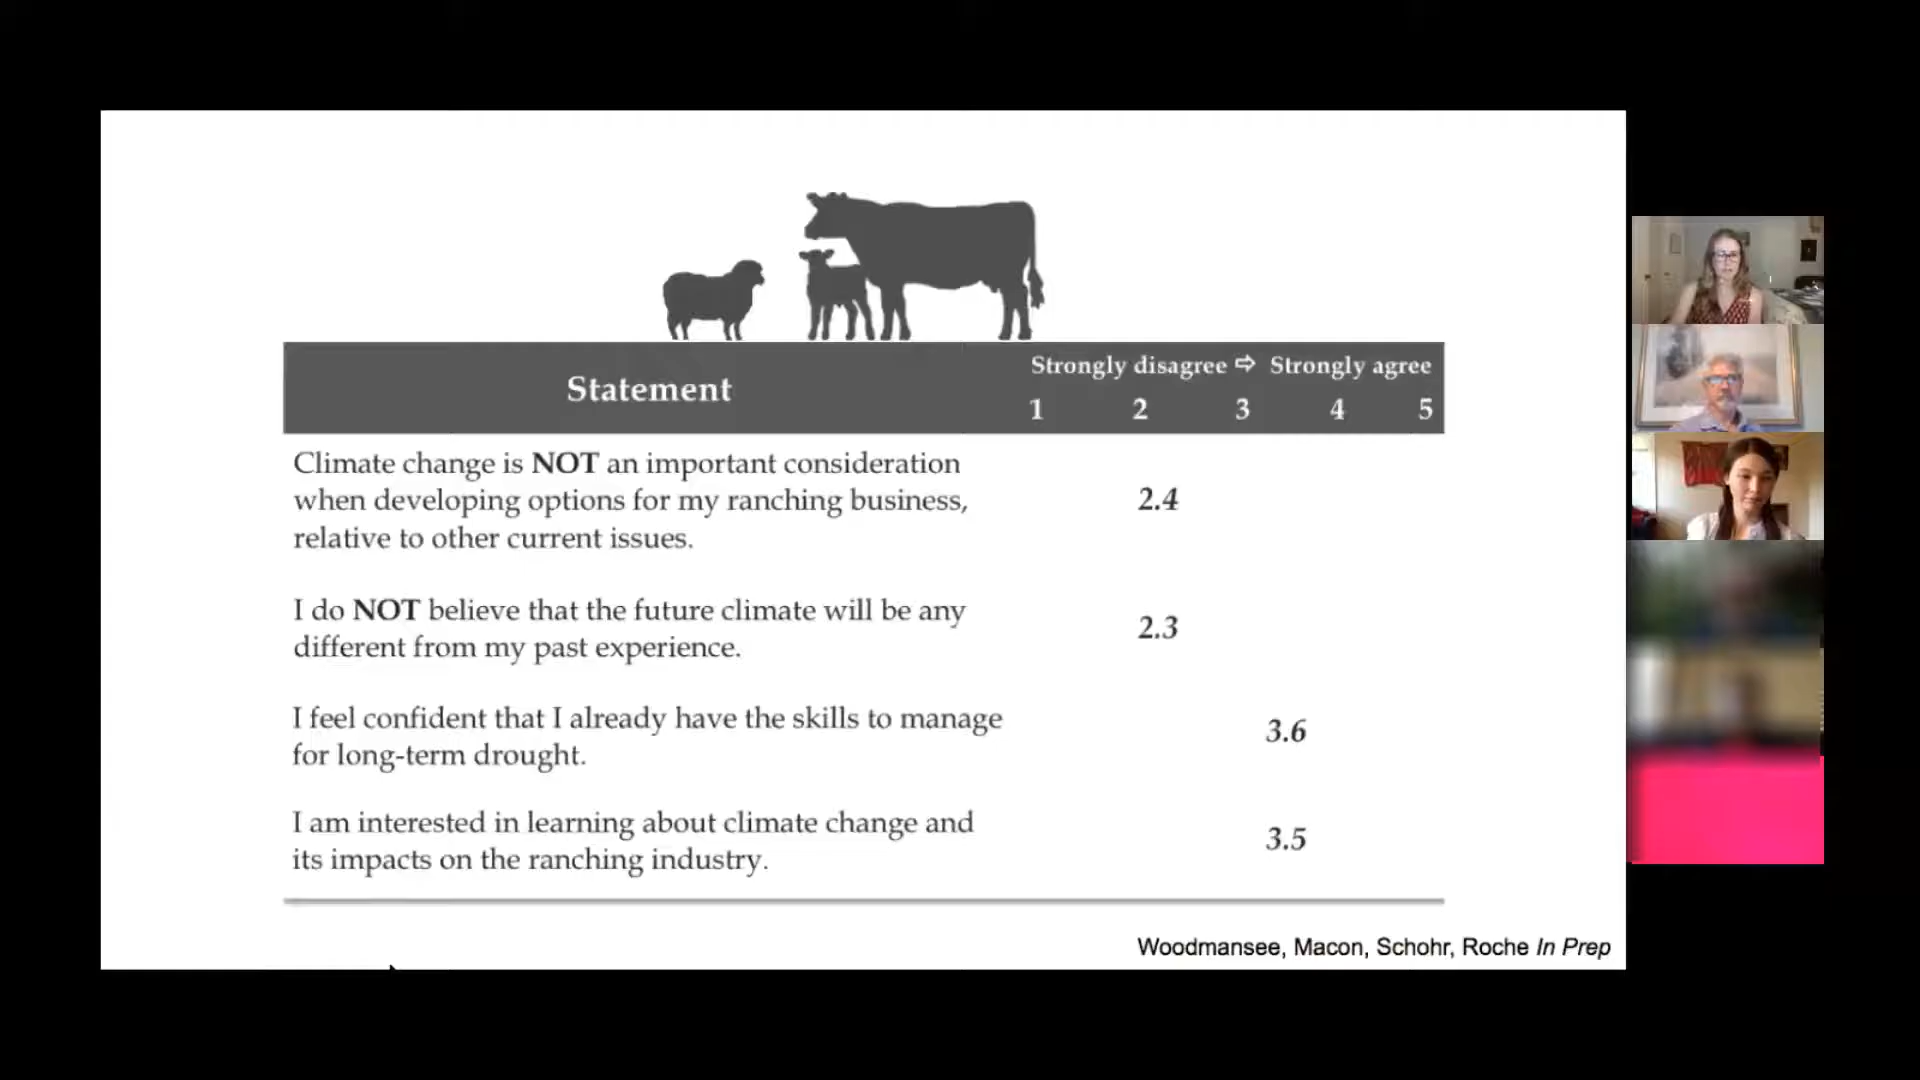 Statement
Strongly disagree ⇨ Strongly agree
1 2 3 4 5
Climate change is NOT an important consideration
when developing options for my ranching business,
relative to other current issues.
2.4
I do NOT believe that the future climate will be any
different from my past experience.
2.3
I feel confident that I already have the skills to manage
for long-term drought.
3.6
I am interested in learning about climate change and
its impacts on the ranching industry.
3.5
Woodmansee, Macon, Schohr, Roche In Prep